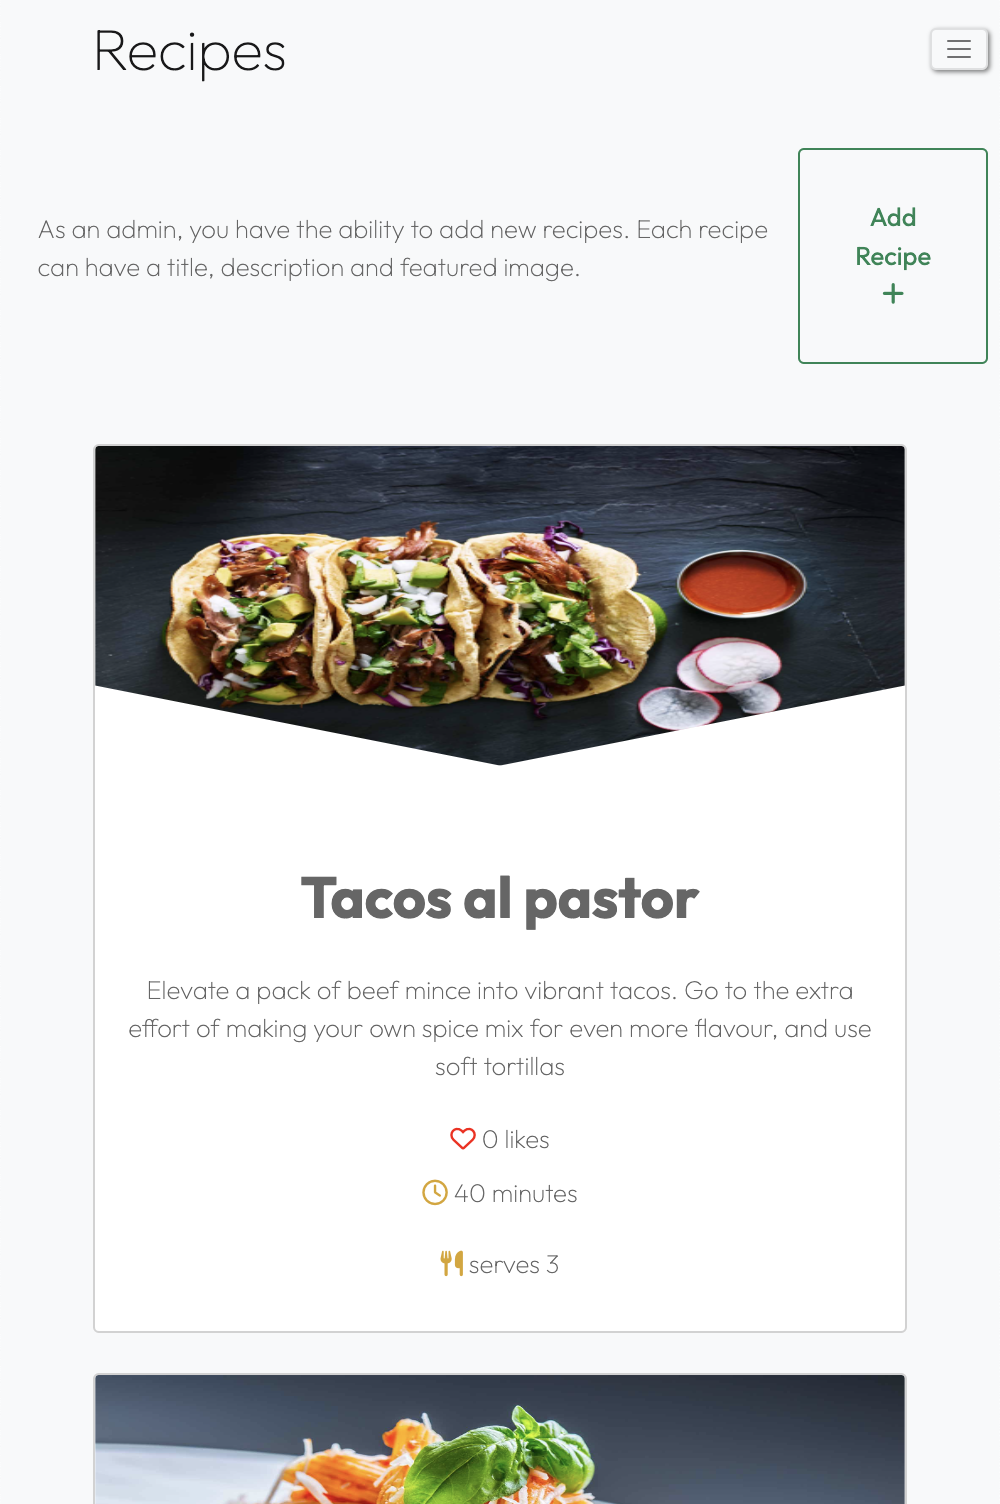 Recipes
As an admin, you have the ability to add new recipes. Each recipe
can have a title, description and featured image.
Add
Recipe
Tacos al pastor
Elevate a pack of beef mince into vibrant tacos. Go to the extra
effort of making your own spice mix for even more flavour, and use
soft tortillas
0 likes
40 minutes
serves 3